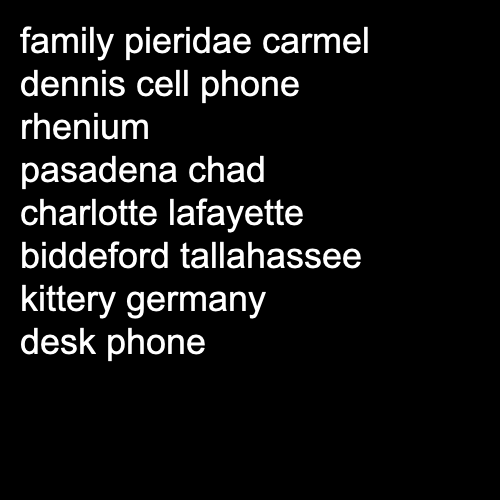 family pieridae carmel
dennis cell phone
rhenium
pasadena chad
charlotte lafayette
biddeford tallahassee
kittery germany
desk phone